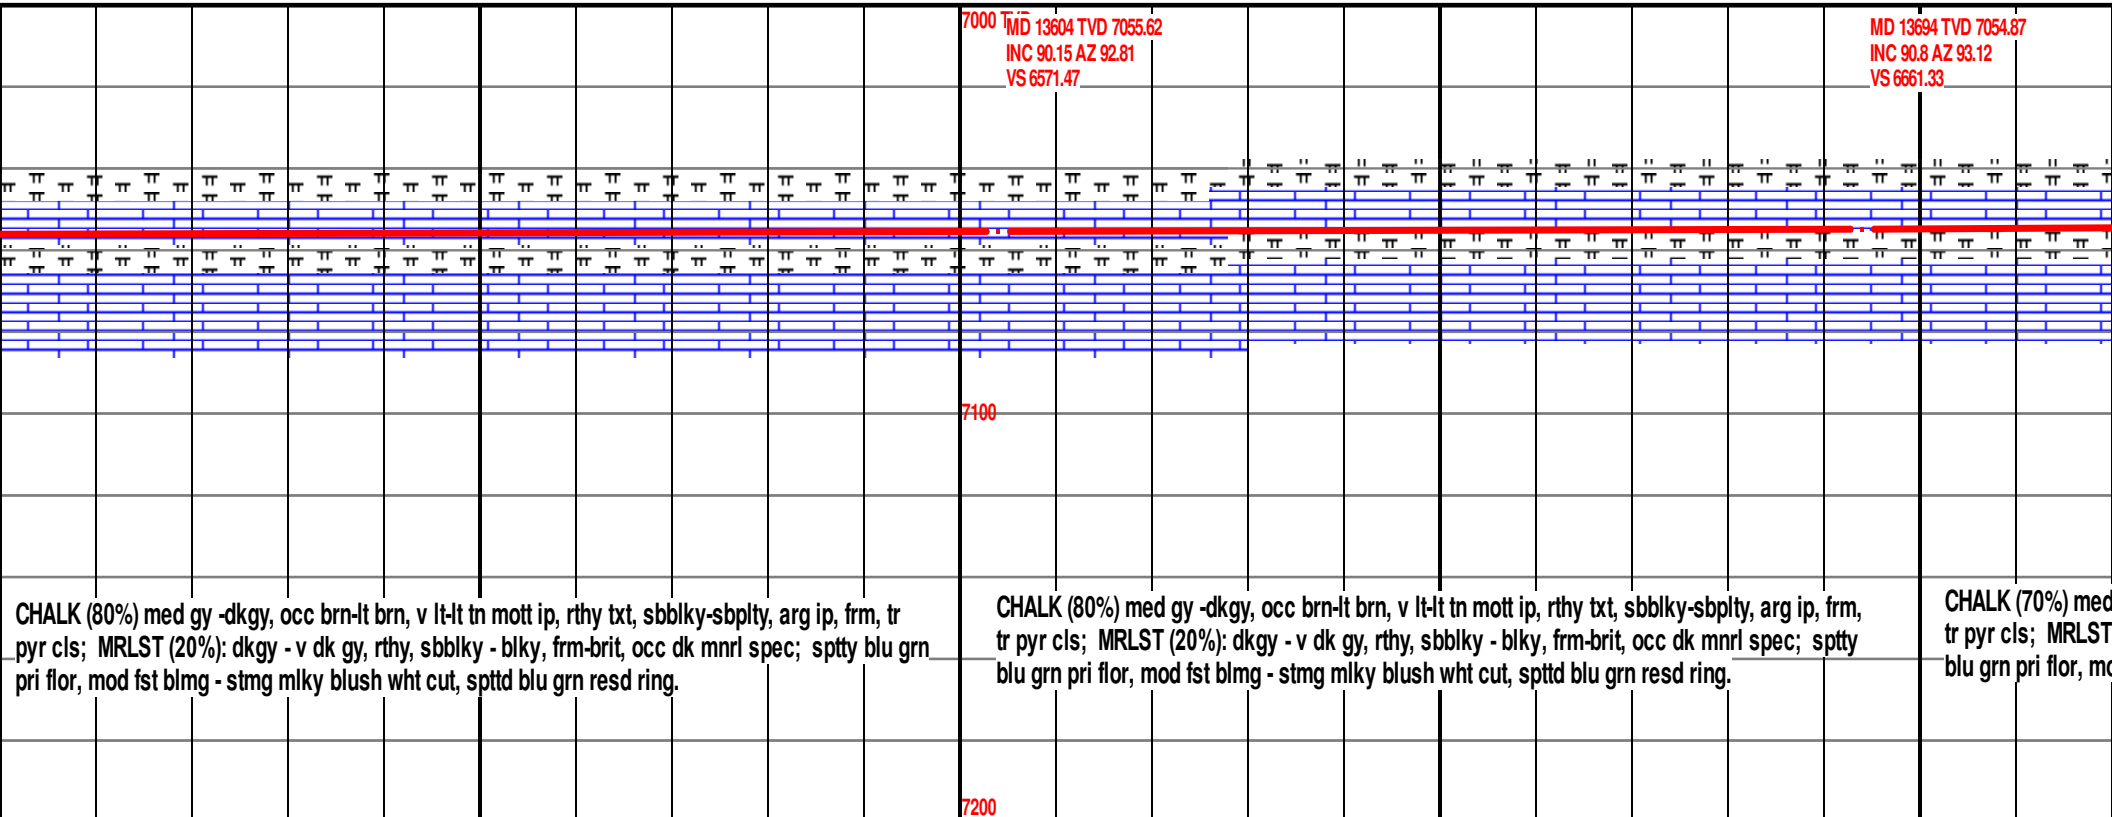 7000
MD 13604 TVD 7055.62
INC 90.15 AZ 92.81
VS 6571.47
MD 13694 TVD 7054.87
INC 90.8 AZ 93.12
VS 6661.33
7100
CHALK (80%) med gy -dkgy, occ brn-lt brn, v lt-lt tn mott ip, rthy txt, sbblky-sbplty, arg ip, frm, tr
pyr cls; MRLST (20%): dkgy - v dk gy, rthy, sbblky - blky, frm-brit, occ dk mnrl spec; sptty blu grn
pri flor, mod fst blmg - stmg mlky blush wht cut, spttd blu grn resd ring.
CHALK (80%) med gy -dkgy, occ brn-lt brn, v lt-lt tn mott ip, rthy txt, sbblky-sbplty, arg ip, frm,
tr pyr cls; MRLST (20%): dkgy - v dk gy, rthy, sbblky - blky, frm-brit, occ dk mnrl spec; sptty
blu grn pri flor, mod fst blmg - stmg mlky blush wht cut, spttd blu grn resd ring.
CHALK (70%) med
tr pyr cls; MRLST
blu grn pri flor, mo
7200